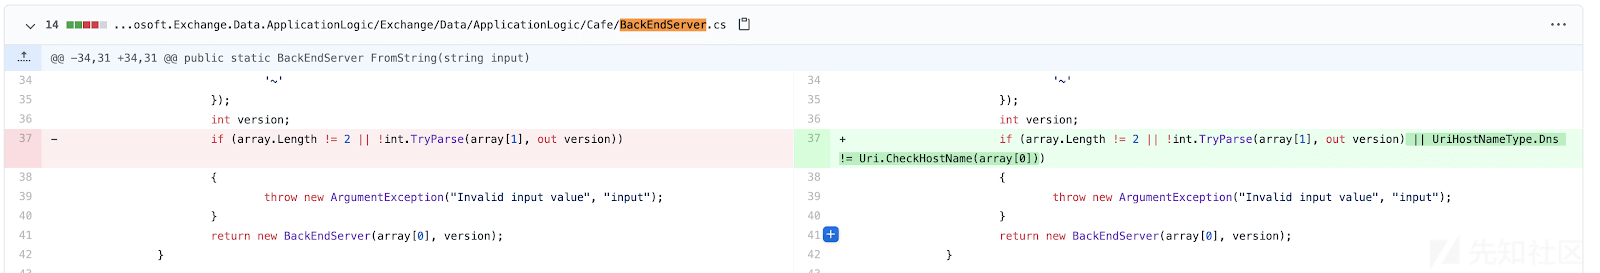 14 ...osoft.Exchange.Data.ApplicationLogic/Exchange/Data/ApplicationLogic/Cafe/BackEndServer.cs ...
@@ -34,31 +34,31 @@ public static BackEndServer FromString(string input)
34 '~'
35 });
36 int version;
37 - if (array.Length != 2 || !int.TryParse(array[1], out version))
38 {
39 throw new ArgumentException("Invalid input value", "input");
40 }
41 return new BackEndServer(array[0], version);
42 }
34 '~'
35 });
36 int version;
37 + if (array.Length != 2 || !int.TryParse(array[1], out version) || UriHostNameType.Dns
!= Uri.CheckHostName(array[0]))
38 {
39 throw new ArgumentException("Invalid input value", "input");
40 }
41 + return new BackEndServer(array[0], version);
42 }
先知社区